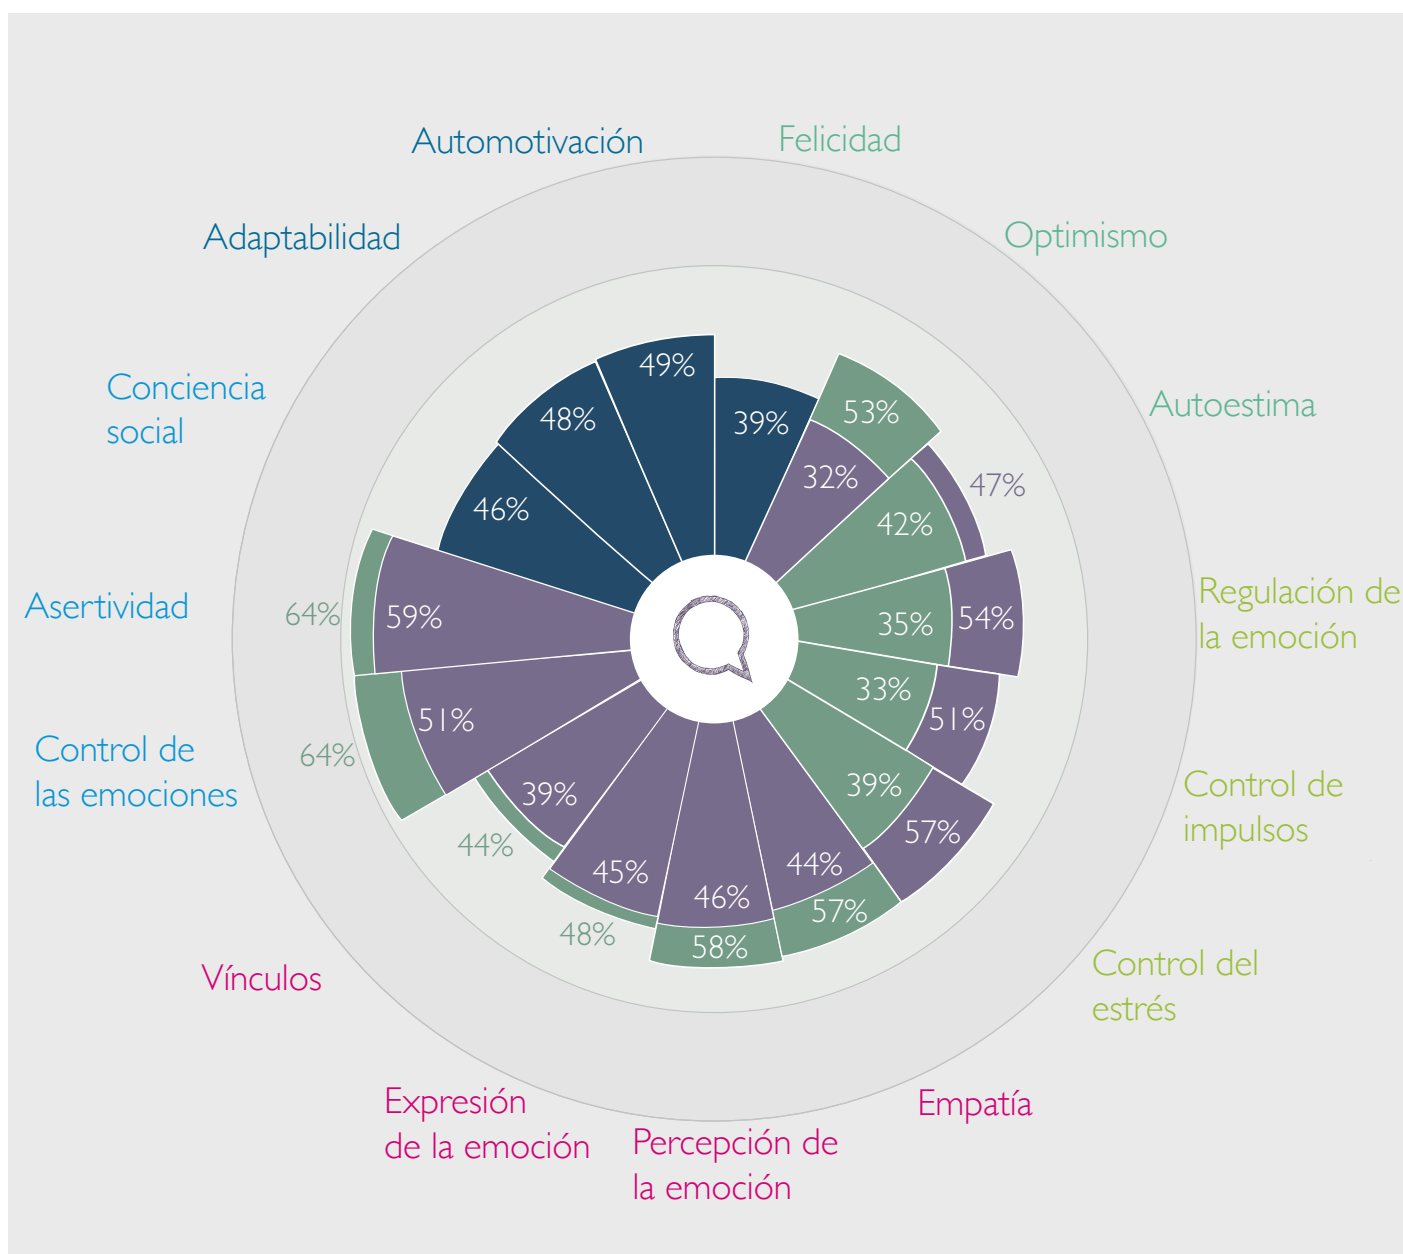 Automotivación
Felicidad
Adaptabilidad
Optimismo
Conciencia
social
Autoestima
Asertividad
Regulación de
la emoción
Control de
las emociones
Control de
impulsos
Vínculos
Control del
estrés
Expresión
de la emoción
Percepción de
la emoción
Empatía
49%
39%
53%
32%
47%
42%
54%
35%
51%
33%
57%
39%
57%
44%
58%
46%
48%
45%
44%
39%
64%
51%
64%
59%
46%
48%